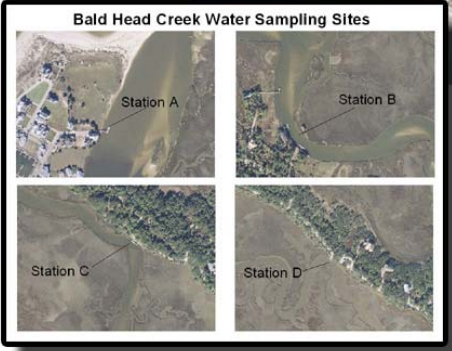 Bald Head Creek Water Sampling Sites
Station A
Station B
Station C
Station D